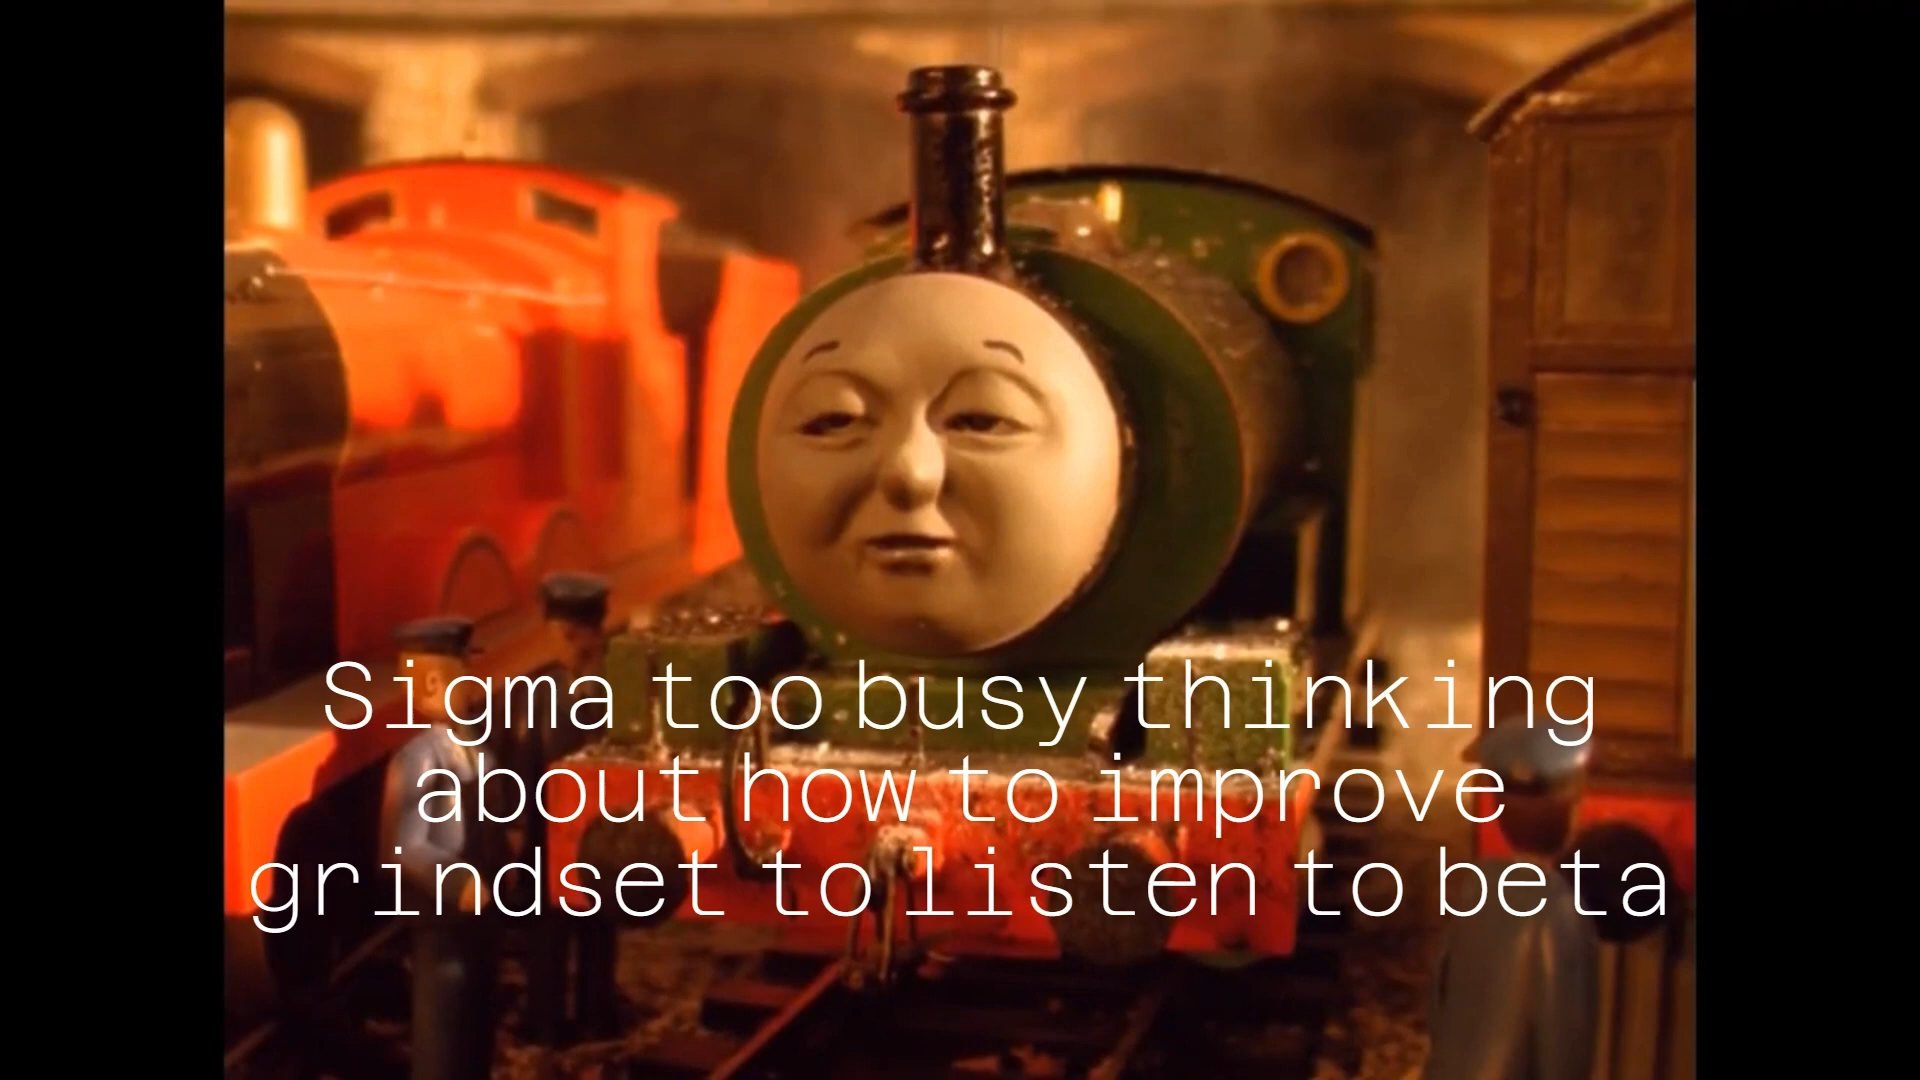 Sigma too busy thinking
about how to improve
grindset to listen to beta